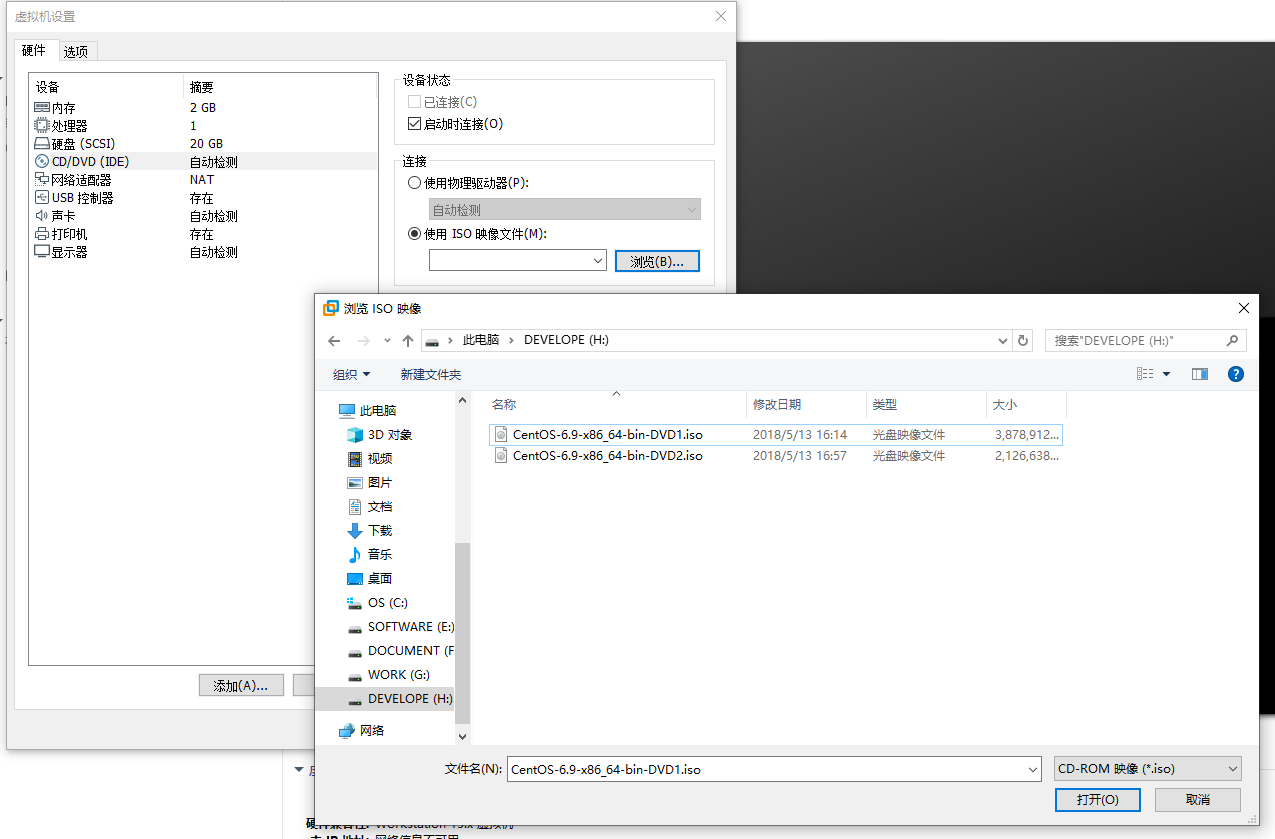 虚拟机设置
硬件 选项
设备 摘要
内存 2 GB
处理器 1
硬盘 (SCSI) 20 GB
CD/DVD (IDE) 自动检测
网络适配器 NAT
USB 控制器 存在
声卡 自动检测
打印机 存在
显示器 自动检测
添加(A)...
设备状态
已连接(C)
启动时连接(O)
连接
使用物理驱动器(P):
自动检测
使用 ISO 映像文件(M):
浏览(B)...
浏览 ISO 映像
此电脑 DEVELOPE (H:)
搜索"DEVELOPE (H:)"
组织 新建文件夹
此电脑
3D 对象
视频
图片
文档
下载
音乐
桌面
OS (C:)
SOFTWARE (E:)
DOCUMENT (F
WORK (G:)
DEVELOPE (H:)
网络
名称 修改日期 类型 大小
CentOS-6.9-x86_64-bin-DVD1.iso 2018/5/13 16:14 光盘映像文件 3,878,912...
CentOS-6.9-x86_64-bin-DVD2.iso 2018/5/13 16:57 光盘映像文件 2,126,638...
文件名(N): CentOS-6.9-x86_64-bin-DVD1.iso CD-ROM 映像 (*.iso)
打开(O) 取消